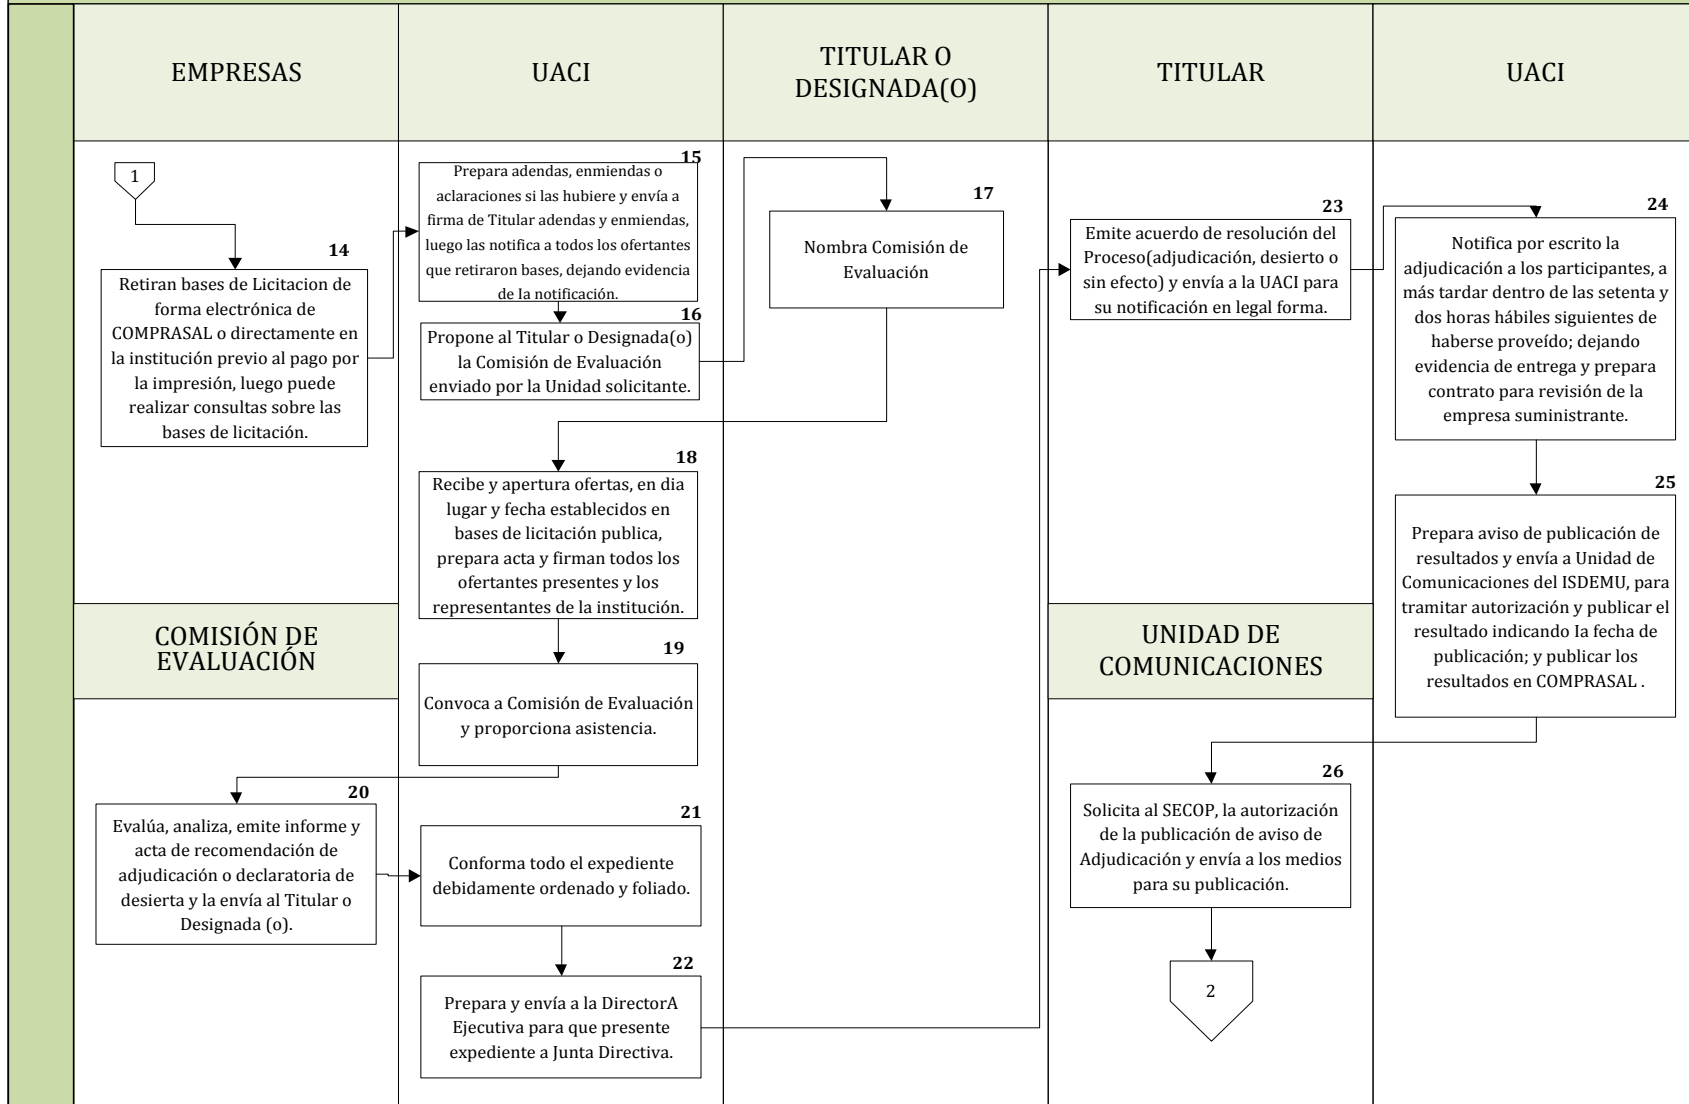 EMPRESAS
UACI
TITULAR O
DESIGNADA(O)
TITULAR
UACI
1
14
Retiran bases de Licitacion de
forma electrónica de
COMPRASAL o directamente en
la institución previo al pago por
la impresión, luego puede
realizar consultas sobre las
bases de licitación.
15
Prepara adendas, enmiendas o
aclaraciones si las hubiere y envía a
firma de Titular adendas y enmiendas,
luego las notifica a todos los ofertantes
que retiraron bases, dejando evidencia
de la notificación.
16
Propone al Titular o Designada(o)
la Comisión de Evaluación
enviado por la Unidad solicitante.
17
Nombra Comisión de
Evaluación
18
Recibe y apertura ofertas, en dia
lugar y fecha establecidos en
bases de licitación publica,
prepara acta y firman todos los
ofertantes presentes y los
representantes de la institución.
19
Convoca a Comisión de Evaluación
y proporciona asistencia.
COMISIÓN DE
EVALUACIÓN
20
Evalúa, analiza, emite informe y
acta de recomendación de
adjudicación o declaratoria de
desierta y la envía al Titular o
Designada (o).
21
Conforma todo el expediente
debidamente ordenado y foliado.
22
Prepara y envía a la DirectorA
Ejecutiva para que presente
expediente a Junta Directiva.
23
Emite acuerdo de resolución del
Proceso(adjudicación, desierto o
sin efecto) y envía a la UACI para
su notificación en legal forma.
24
Notifica por escrito la
adjudicación a los participantes, a
más tardar dentro de las setenta y
dos horas hábiles siguientes de
haberse proveído; dejando
evidencia de entrega y prepara
contrato para revisión de la
empresa suministrante.
25
Prepara aviso de publicación de
resultados y envía a Unidad de
Comunicaciones del ISDEMU, para
tramitar autorización y publicar el
resultado indicando Ia fecha de
publicación; y publicar los
resultados en COMPRASAL .
UNIDAD DE
COMUNICACIONES
26
Solicita al SECOP, la autorización
de la publicación de aviso de
Adjudicación y envía a los medios
para su publicación.
2